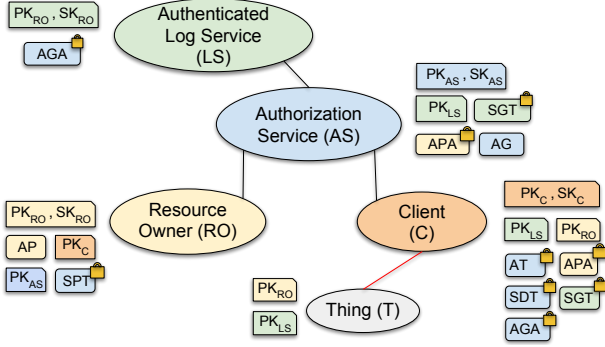 PK_RO , SK_RO
AGA
Authenticated
Log Service
(LS)
PK_AS , SK_AS
PK_LS
SGT
APA
AG
Authorization
Service (AS)
PK_RO , SK_RO
AP
PK_C
PK_AS
SPT
Resource
Owner (RO)
Client
(C)
PK_C , SK_C
PK_LS
PK_RO
AT
APA
SDT
SGT
AGA
PK_RO
PK_LS
Thing (T)